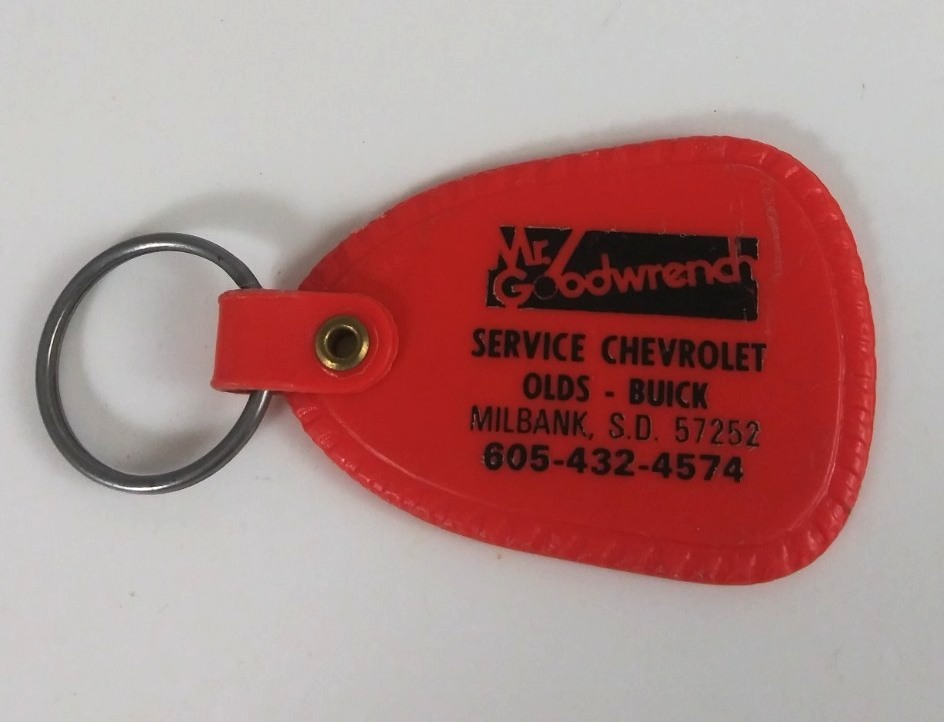 Mr.
Goodwrench
SERVICE CHEVROLET
OLDS - BUICK
MILBANK, S.D. 57252
605-432-4574